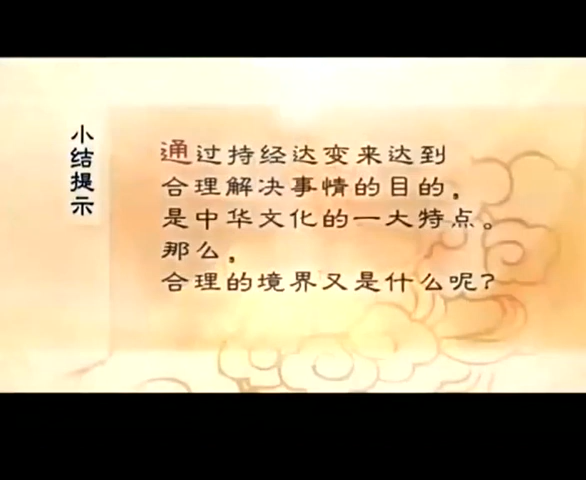 小结提示
通过持经达变来达到
合理解决事情的目的，
是中华文化的一大特点。
那么，
合理的境界又是什么呢?